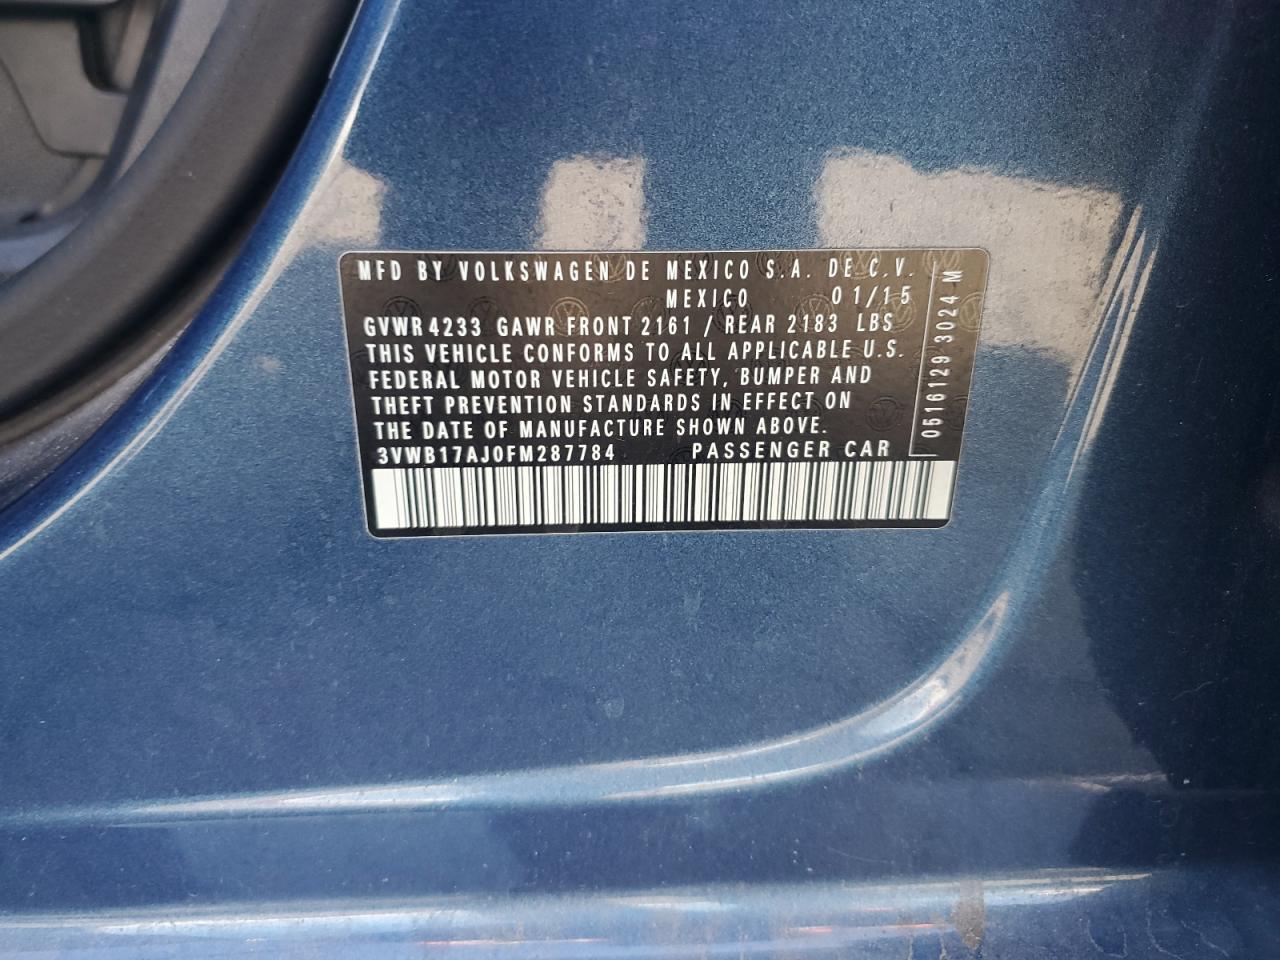 MFD BY VOLKSWAGEN DE MEXICO S.A. DE C.V.
MEXICO 01/15
GVWR 4233 GAWR FRONT 2161 / REAR 2183 LBS
THIS VEHICLE CONFORMS TO ALL APPLICABLE U.S.
FEDERAL MOTOR VEHICLE SAFETY, BUMPER AND
THEFT PREVENTION STANDARDS IN EFFECT ON
THE DATE OF MANUFACTURE SHOWN ABOVE.
3VWB17AJ0FM287784 PASSENGER CAR
0516129 3024 M